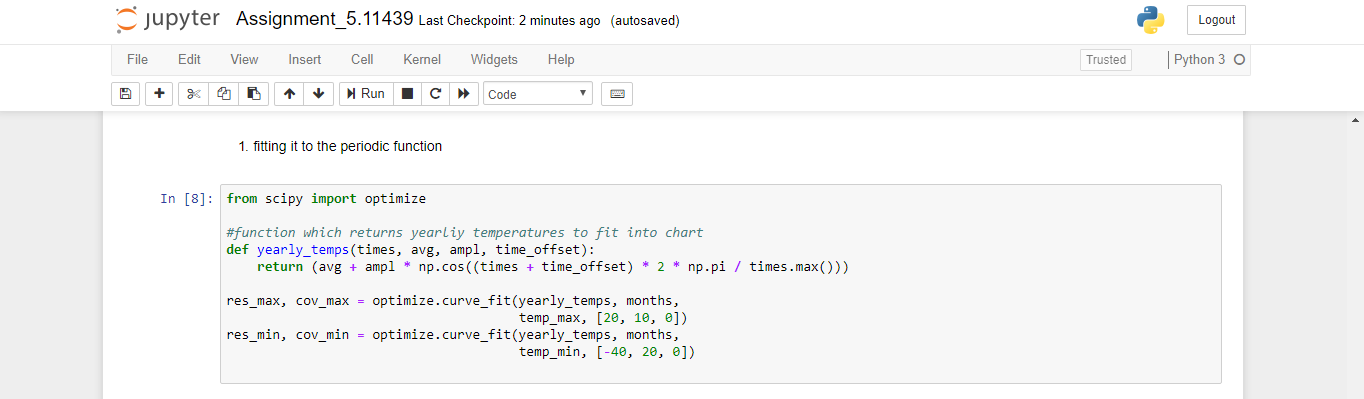 jupyter Assignment_5.11439 Last Checkpoint: 2 minutes ago (autosaved) Logout
File Edit View Insert Cell Kernel Widgets Help Trusted Python 3
Run Code
1. fitting it to the periodic function
In [8]: from scipy import optimize
#function which returns yearliy temperatures to fit into chart
def yearly_temps(times, avg, ampl, time_offset):
    return (avg + ampl * np.cos((times + time_offset) * 2 * np.pi / times.max()))
res_max, cov_max = optimize.curve_fit(yearly_temps, months,
                                      temp_max, [20, 10, 0])
res_min, cov_min = optimize.curve_fit(yearly_temps, months,
                                      temp_min, [-40, 20, 0])